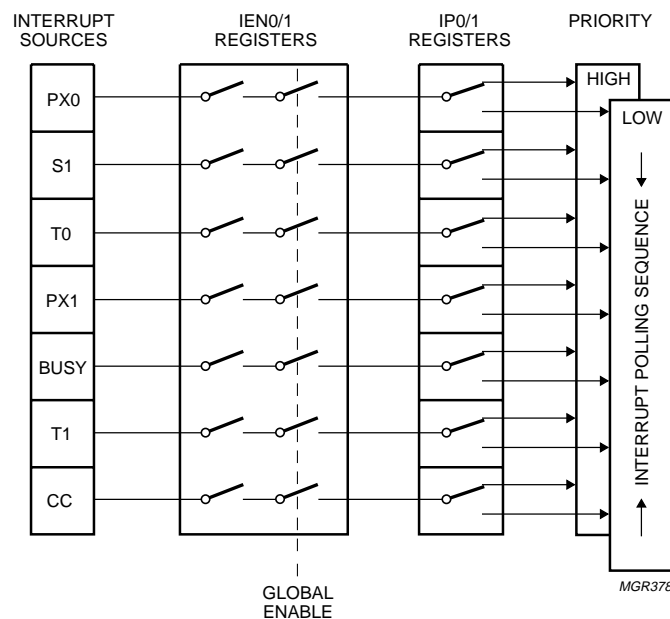 INTERRUPT
SOURCES
IEN0/1
REGISTERS
IP0/1
REGISTERS
PRIORITY
HIGH
LOW
PX0
S1
T0
PX1
BUSY
T1
CC
INTERRUPT POLLING SEQUENCE
GLOBAL
ENABLE
MGR378